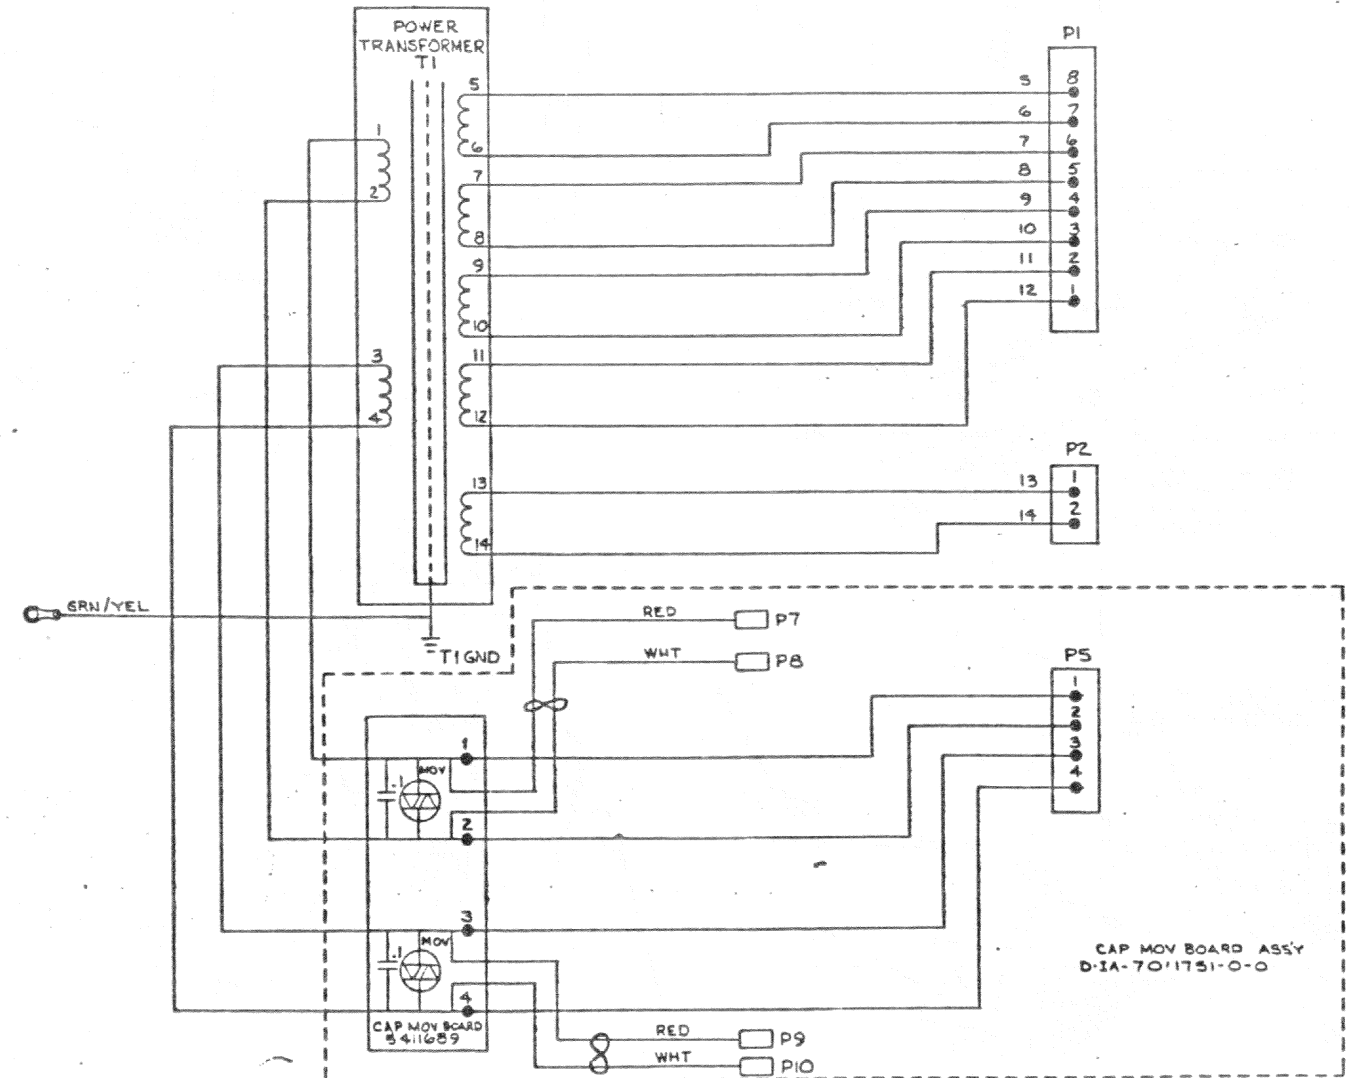 POWER
TRANSFORMER
T1
P1
5
5
8
6
7
1
6
7
6
7
8
5
2
9
4
8
10
3
9
11
2
12
1
10
3
11
4
12
P2
13
13
1
14
2
14
GRN/YEL
T1 GND
RED
P7
WHT
P8
P5
1
2
3
4
1
MOV
.1
2
3
MOV
.1
4
CAP MOV BOARD
5411689
CAP MOV BOARD ASS'Y
D-IA-7011751-0-0
RED
P9
WHT
P10